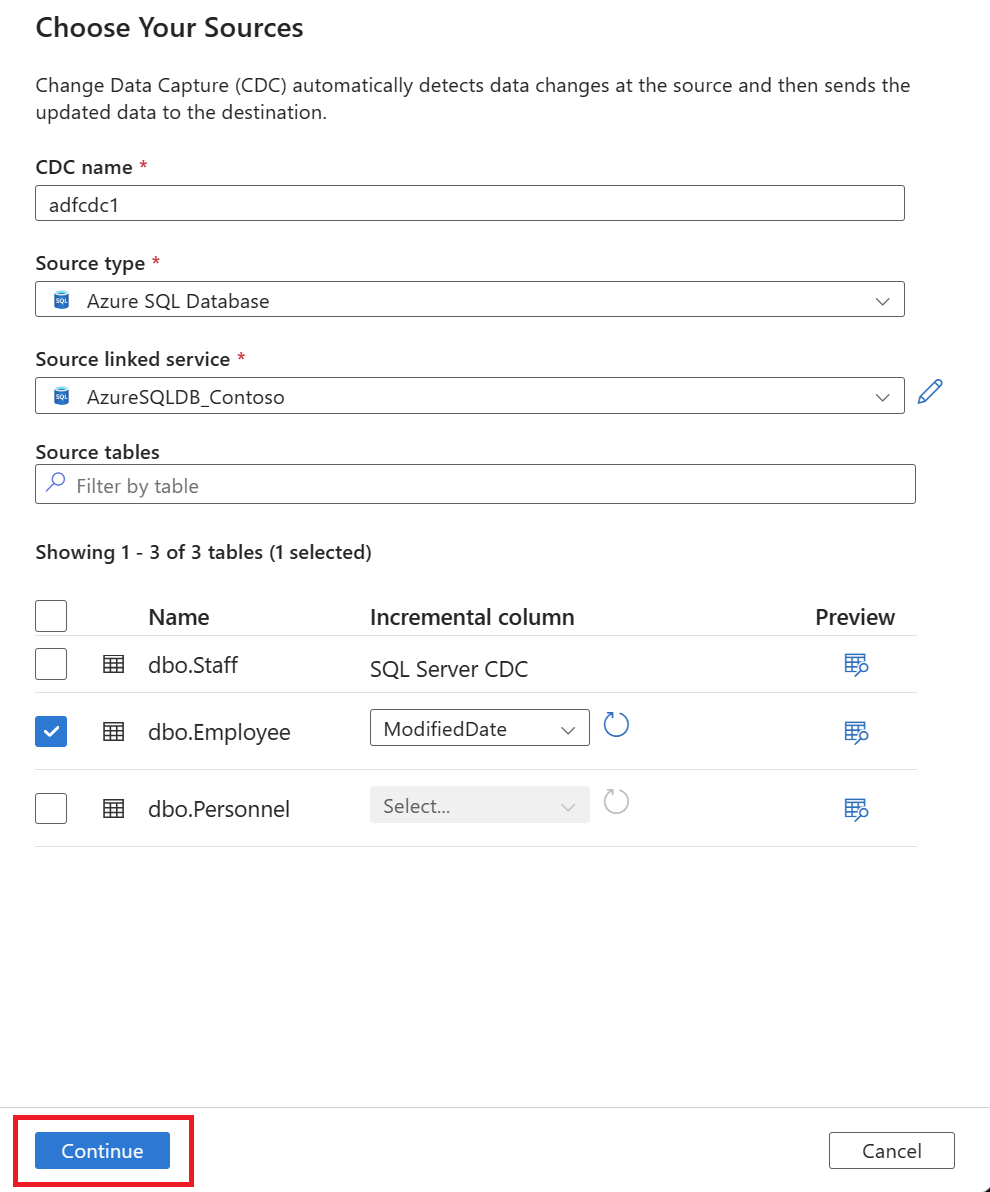 Choose Your Sources
Change Data Capture (CDC) automatically detects data changes at the source and then sends the
updated data to the destination.
CDC name *
adfcdc1
Source type *
SQL Azure SQL Database
Source linked service *
SQL AzureSQLDB_Contoso
Source tables
Filter by table
Showing 1 - 3 of 3 tables (1 selected)
Name Incremental column Preview
dbo.Staff SQL Server CDC
dbo.Employee ModifiedDate
dbo.Personnel Select...
Continue Cancel